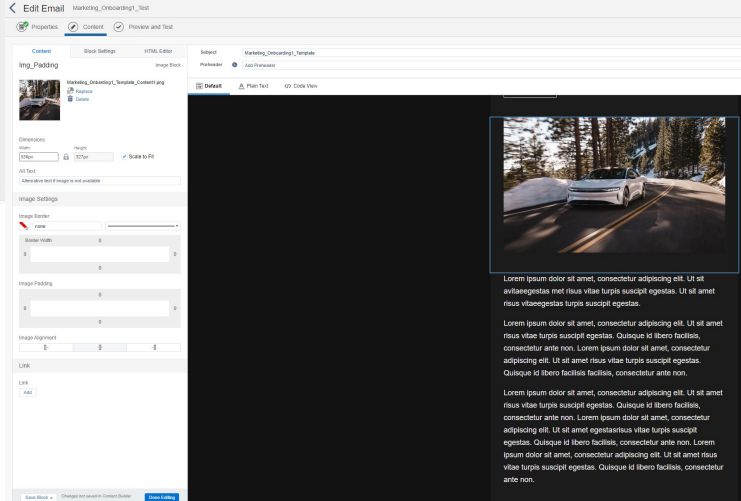 Edit Email Marketing_Onboarding1_Test
Properties Content Preview and Test
Content Block Settings HTML Editor
Img_Padding Image Block
Marketing_Onboarding1_Template_Content1.png
Replace
Delete
Dimensions
Width Height
536px 327px Scale to Fit
Alt Text
Alternative text if image is not available
Image Settings
Image Border
none
Border Width 0
0 0
0
Image Padding
0
0 0
0
Image Alignment
Link
Link
Add
Save Block Changes not saved in Content Builder Done Editing
Subject Marketing_Onboarding1_Template
Preheader Add Preheader
Default Plain Text Code View
Lorem ipsum dolor sit amet, consectetur adipiscing elit. Ut sit
avitaeegestas met risus vitae turpis suscipit egestas. Ut sit amet
risus vitaeegestas turpis suscipit egestas.
Lorem ipsum dolor sit amet, consectetur adipiscing elit. Ut sit amet
risus vitae turpis suscipit egestas. Quisque id libero facilisis,
consectetur ante non. Lorem ipsum dolor sit amet, consectetur
adipiscing elit. Ut sit amet risus vitae turpis suscipit egestas.
Quisque id libero facilisis facilisis, consectetur ante non.
Lorem ipsum dolor sit amet, consectetur adipiscing elit. Ut sit amet
risus vitae turpis suscipit egestas. Quisque id libero facilisis,
consectetur ante non. Lorem ipsum dolor sit amet, consectetur
adipiscing elit. Ut sit amet egestasrisus vitae turpis suscipit
egestas. Quisque id libero facilisis, consectetur ante non. Lorem
ipsum dolor sit amet, consectetur adipiscing elit. Ut sit amet risus
vitae turpis suscipit egestas. Quisque id libero facilisis, consectetur
ante non.